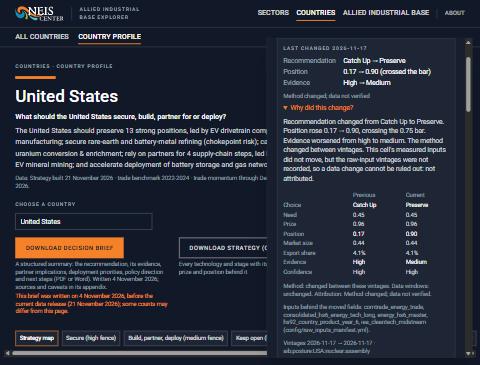 NEIS
CENTER
ALLIED INDUSTRIAL
BASE EXPLORER
SECTORS COUNTRIES ALLIED INDUSTRIAL BASE ABOUT
ALL COUNTRIES COUNTRY PROFILE
COUNTRIES · COUNTRY PROFILE
United States
What should the United States secure, build, partner for or deploy?
The United States should preserve 13 strong positions, led by EV drivetrain com
manufacturing; secure rare-earth and battery-metal refining (chokepoint risk); ca
uranium conversion & enrichment; rely on partners for 4 supply-chain steps, led
EV mineral mining; and accelerate deployment of battery storage and gas netwo
Data: Strategy built 21 November 2026 · trade benchmark 2022-2024 · trade momentum through De
2026.
CHOOSE A COUNTRY
United States
DOWNLOAD DECISION BRIEF
DOWNLOAD STRATEGY (C
A structured summary: the recommendation, its evidence,
partner implications, deployment priorities, policy direction
and next steps (PDF or Word). Written 4 November 2026;
sources and caveats in its appendix.
Every technology and stage with its
prize and position behind it
This brief was written on 4 November 2026, before the
current data release (21 November 2026); some counts may
differ from this page.
Strategy map
Secure (high fence)
Build, partner, deploy (medium fence)
Keep open (
LAST CHANGED 2026-11-17
Recommendation Catch Up → Preserve
Position 0.17 → 0.90 (crossed the bar)
Evidence High → Medium
Method changed; data not verified
▼ Why did this change?
Recommendation changed from Catch Up to Preserve.
Position rose 0.17 → 0.90, crossing the 0.75 bar.
Evidence worsened from high to medium. The method
changed between vintages. This cell's measured inputs
did not move, but the raw-input vintages were not
recorded, so a data change cannot be ruled out: not
attributed.
Previous Current
Choice Catch Up Preserve
Need 0.45 0.45
Prize 0.96 0.96
Position 0.17 0.90
Market size 0.44 0.44
Export share 4.1% 4.1%
Evidence High Medium
Confidence High High
Method: changed between these vintages. Data windows:
unchanged. Attribution: Method changed; data not verified.
Inputs behind the moved fields: comtrade_energy_trade,
consolidated_hs6_energy_tech_long, energy_hs6_master,
hs92_country_product_year_6, iea_cleantech_midstream
(config/raw_inputs_manifest.yml).
Vintages 2026-11-17 → 2026-11-17 ·
aib:posture:USA:nuclear:assembly